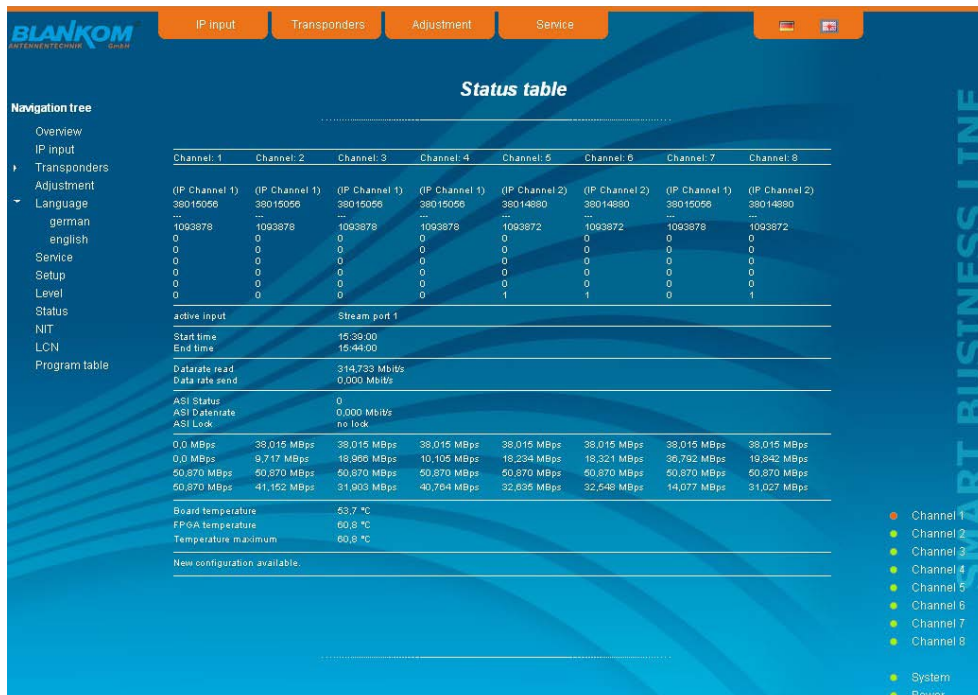 BLANKOM
ANTENNENTECHNIK GmbH
IP input
Transponders
Adjustment
Service
Status table
Navigation tree
Overview
IP input
Transponders
Adjustment
Language
german
english
Service
Setup
Level
Status
NIT
LCN
Program table
Channel: 1 Channel: 2 Channel: 3 Channel: 4 Channel: 5 Channel: 6 Channel: 7 Channel: 8
(IP Channel 1) (IP Channel 1) (IP Channel 1) (IP Channel 1) (IP Channel 2) (IP Channel 2) (IP Channel 1) (IP Channel 2)
38015056 38015056 38015056 38015056 38014880 38014880 38015056 38014880
--- --- --- --- --- --- --- ---
1093878 1093878 1093878 1093878 1093872 1093872 1093878 1093872
0 0 0 0 0 0 0 0
0 0 0 0 0 0 0 0
0 0 0 0 0 0 0 0
0 0 0 0 0 0 0 0
0 0 0 0 0 0 0 0
0 0 0 0 1 1 0 1
active input Stream port 1
Start time 15:39:00
End time 15:44:00
Datarate read 314,733 Mbit/s
Data rate send 0,000 Mbit/s
ASI Status 0
ASI Datenrate 0,000 Mbit/s
ASI Lock no lock
0,0 MBps 38,015 MBps 38,015 MBps 38,015 MBps 38,015 MBps 38,015 MBps 38,015 MBps 38,015 MBps
0,0 MBps 9,717 MBps 18,966 MBps 10,105 MBps 18,234 MBps 18,321 MBps 36,792 MBps 19,842 MBps
50,870 MBps 50,870 MBps 50,870 MBps 50,870 MBps 50,870 MBps 50,870 MBps 50,870 MBps 50,870 MBps
50,870 MBps 41,152 MBps 31,903 MBps 40,764 MBps 32,635 MBps 32,548 MBps 14,077 MBps 31,027 MBps
Board temperature 53,7 °C
FPGA temperature 60,8 °C
Temperature maximum 60,8 °C
New configuration available.
SMART BUSINESS LINE
Channel 1
Channel 2
Channel 3
Channel 4
Channel 5
Channel 6
Channel 7
Channel 8
System
Power